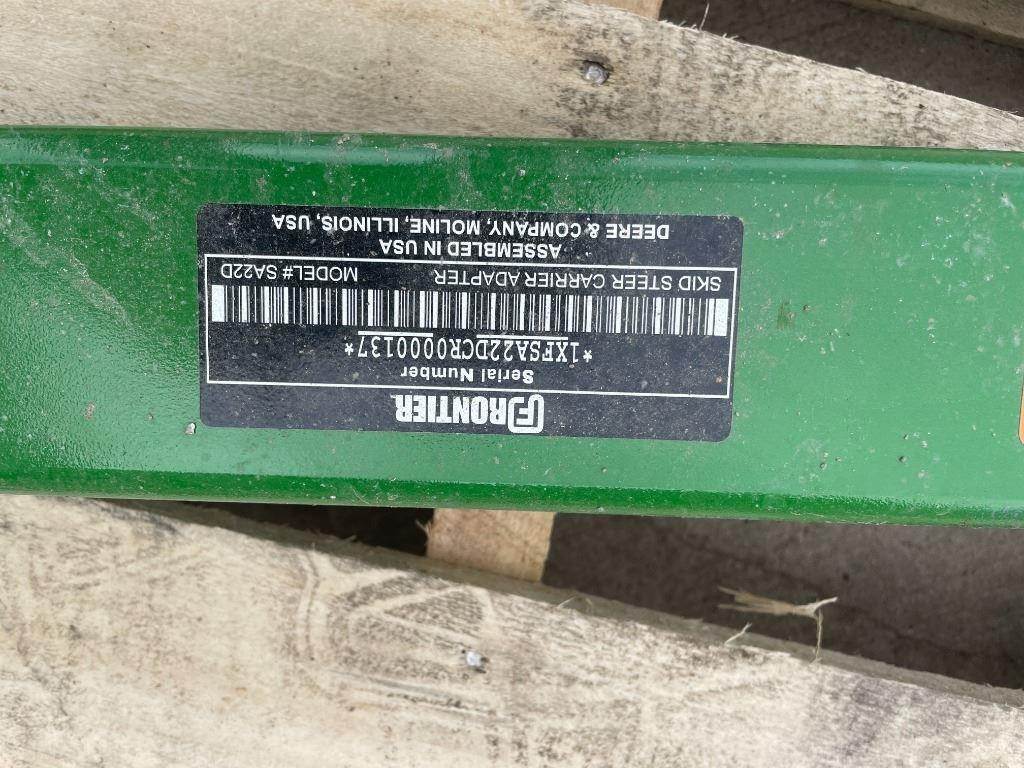 FRONTIER
Serial Number
*1XFSA22DCR0000137*
SKID STEER CARRIER ADAPTER MODEL# SA22D
ASSEMBLED IN USA
DEERE & COMPANY, MOLINE, ILLINOIS, USA